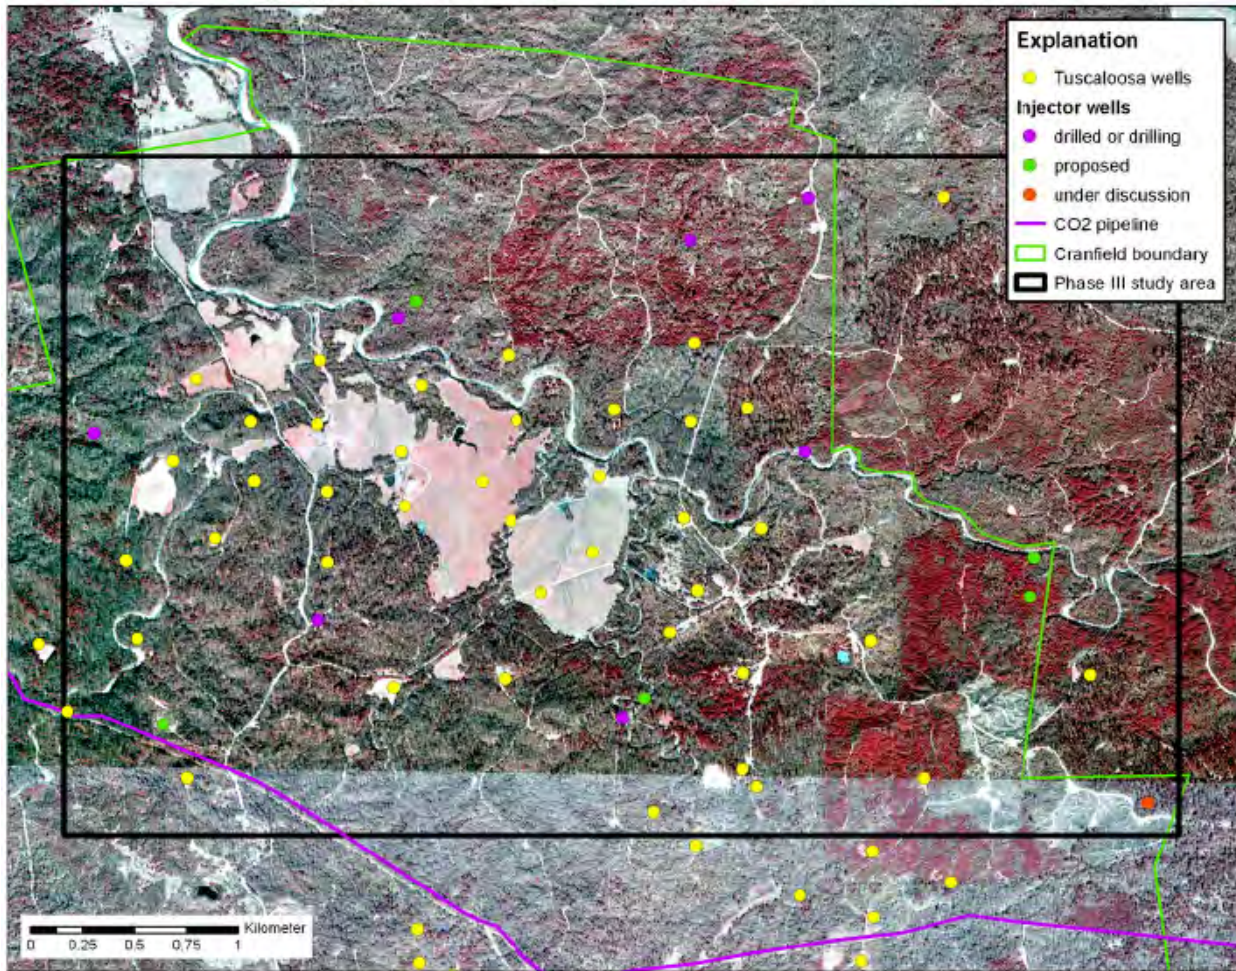 Explanation
Tuscaloosa wells
Injector wells
drilled or drilling
proposed
under discussion
CO2 pipeline
Cranfield boundary
Phase III study area
Kilometer
0 0.25 0.5 0.75 1